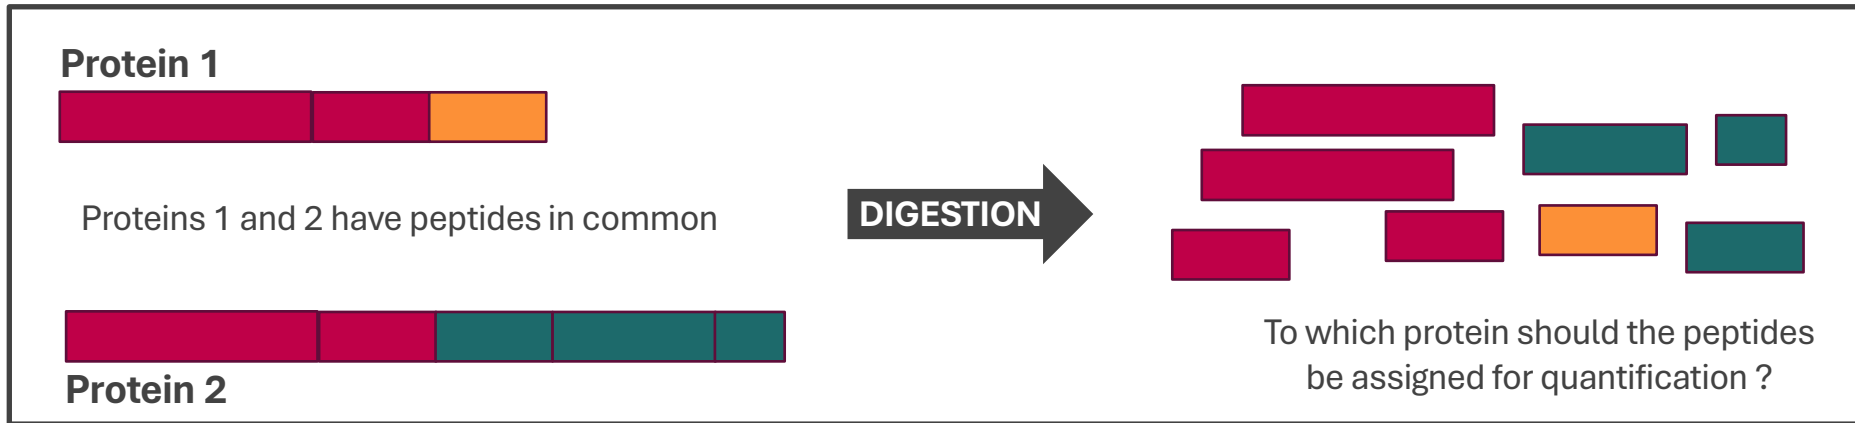 Protein 1
Proteins 1 and 2 have peptides in common
Protein 2
DIGESTION
To which protein should the peptides
be assigned for quantification ?